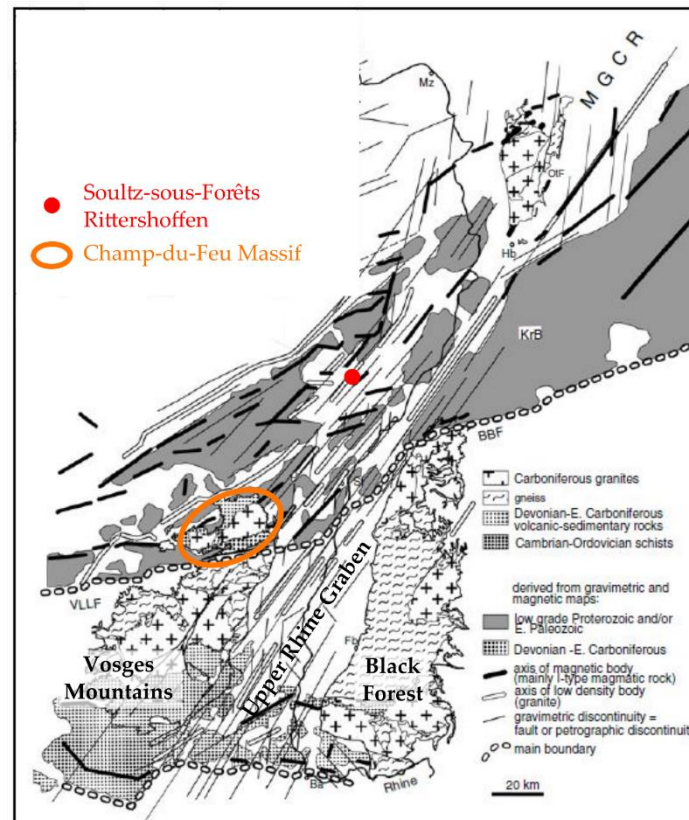 Mz
M G C R
OtF
Hb
Soultz-sous-Forêts
Rittershoffen
Champ-du-Feu Massif
KrB
BBF
VLLF
Upper Rhine Graben
Fb
Vosges
Mountains
Black
Forest
Ba
Rhine
Carboniferous granites
gneiss
Devonian-E. Carboniferous
volcanic-sedimentary rocks
Cambrian-Ordovician schists
derived from gravimetric and
magnetic maps:
low grade Proterozoic and/or
E. Paleozoic
Devonian -E. Carboniferous
axis of magnetic body
(mainly I-type magmatic rock)
axis of low density body
(granite)
gravimetric discontinuity =
fault or petrographic discontinuit
main boundary
20 km